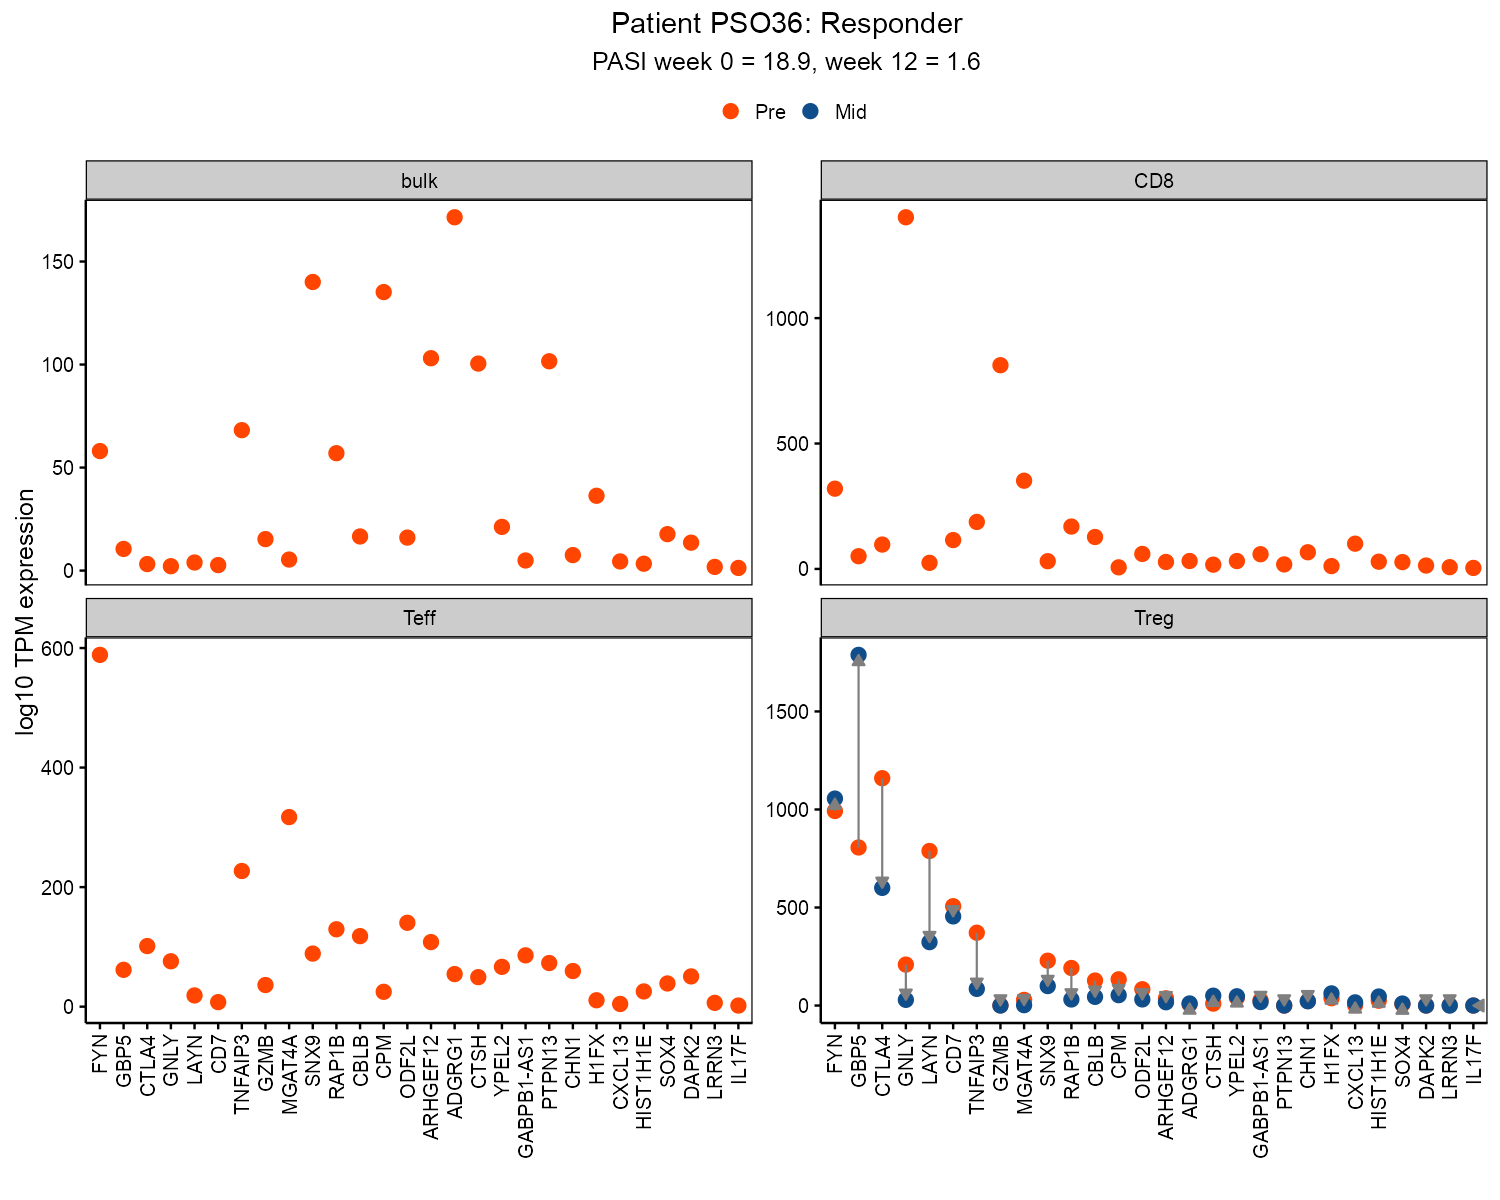 Patient PSO36: Responder
PASI week 0 = 18.9, week 12 = 1.6
Pre Mid
bulk
CD8
150
100
50
0
1000
500
0
Teff
Treg
600
400
200
0
1500
1000
500
0
log10 TPM expression
FYN
GBP5
CTLA4
GNLY
LAYN
CD7
TNFAIP3
GZMB
MGAT4A
SNX9
RAP1B
CBLB
CPM
ODF2L
ARHGEF12
ADGRG1
CTSH
YPEL2
GABPB1-AS1
PTPN13
CHN1
H1FX
CXCL13
HIST1H1E
SOX4
DAPK2
LRRN3
IL17F
FYN
GBP5
CTLA4
GNLY
LAYN
CD7
TNFAIP3
GZMB
MGAT4A
SNX9
RAP1B
CBLB
CPM
ODF2L
ARHGEF12
ADGRG1
CTSH
YPEL2
GABPB1-AS1
PTPN13
CHN1
H1FX
CXCL13
HIST1H1E
SOX4
DAPK2
LRRN3
IL17F